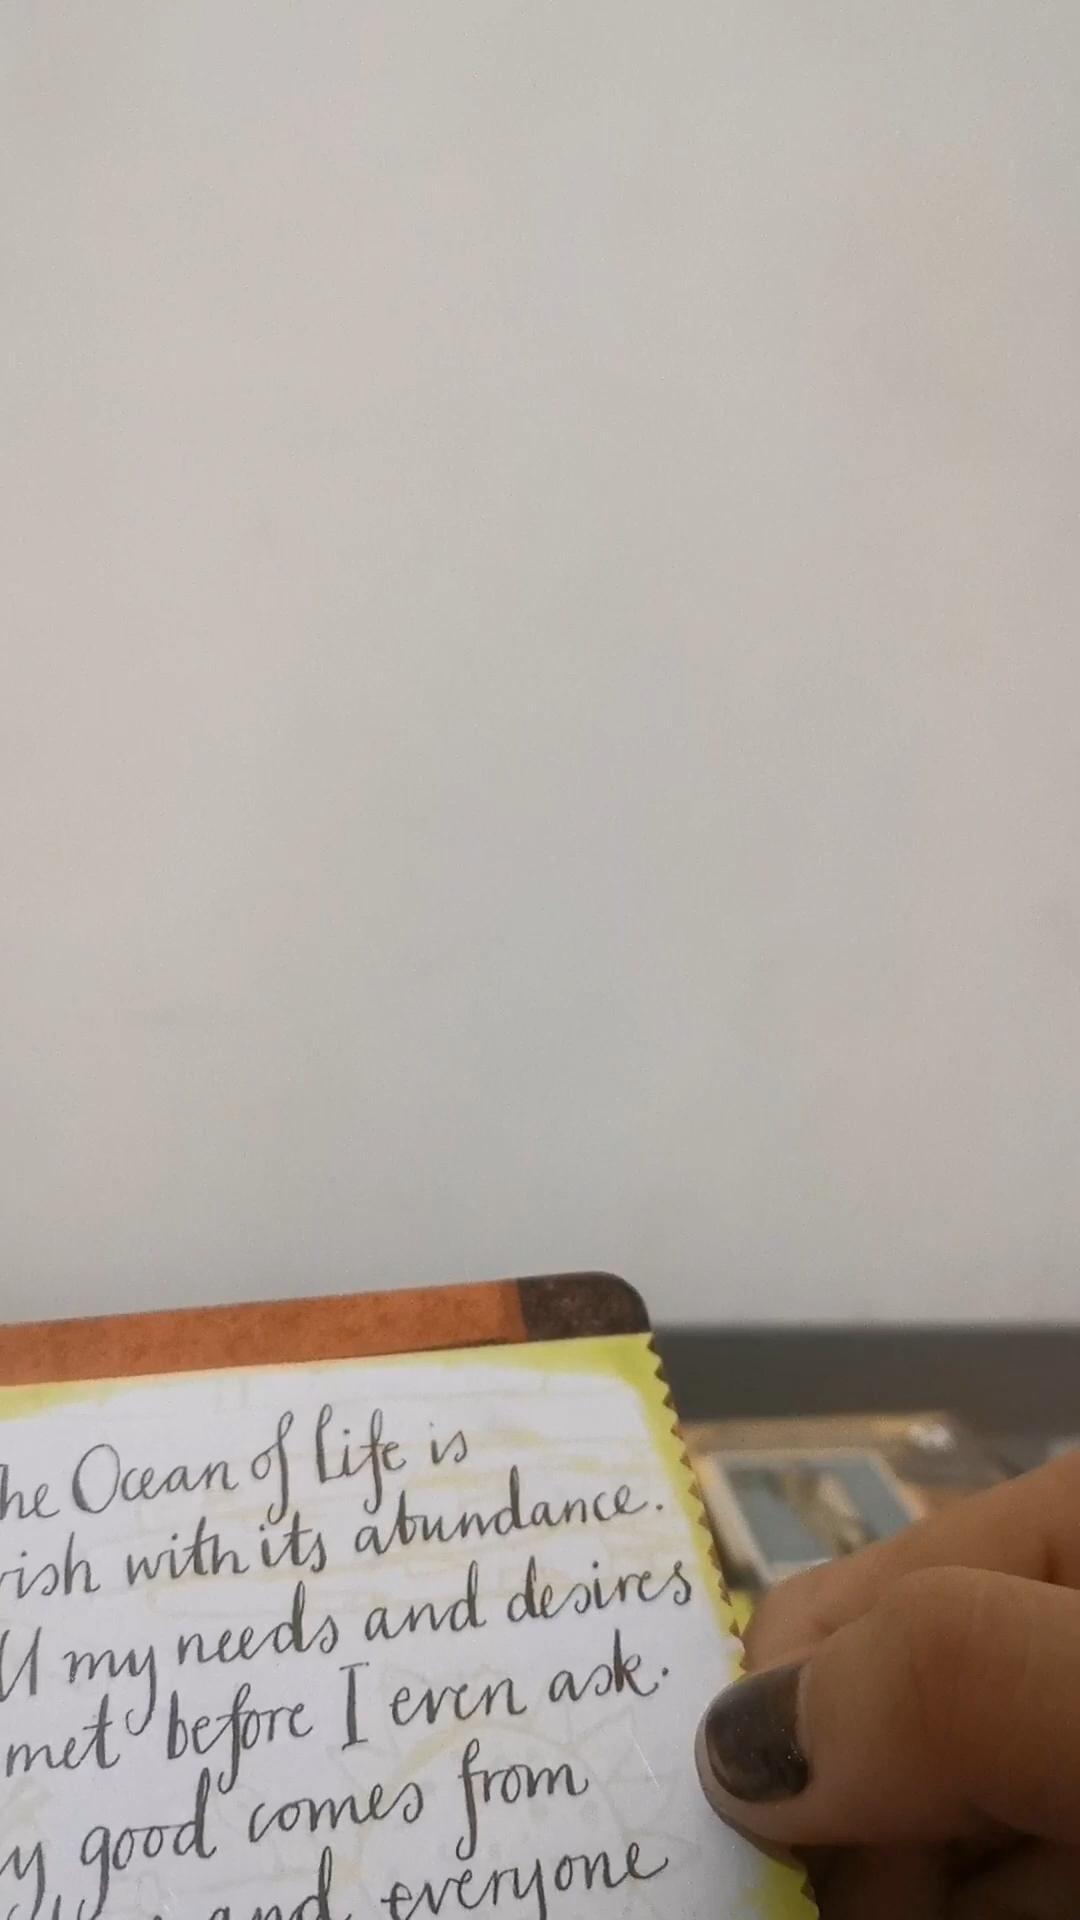 he Ocean of life is
ish with its abundance.
my needs and desires
met before I even ask.
y good comes from
and everyone